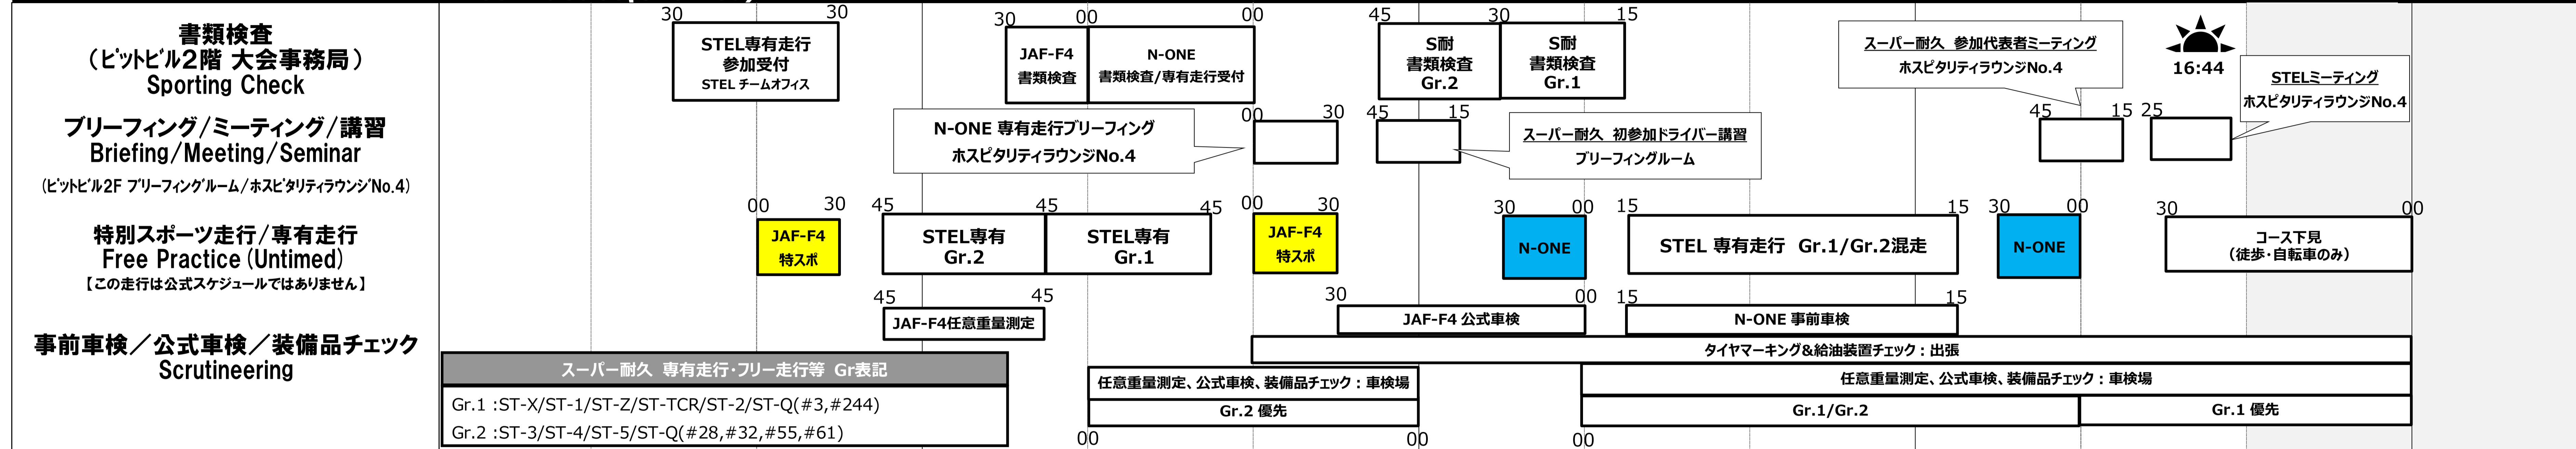 書類検査
（ピットビル２階 大会事務局）
Sporting Check
30
30
STEL専有走行
参加受付
STEL チームオフィス
30
00
00
JAF-F4
書類検査
N-ONE
書類検査/専有走行受付
45
30
15
S耐
書類検査
Gr.2
S耐
書類検査
Gr.1
スーパー耐久 参加代表者ミーティング
ホスピタリティラウンジNo.4
16:44
STELミーティング
ホスピタリティラウンジNo.4
ブリーフィング/ミーティング/講習
Briefing/Meeting/Seminar
（ピットビル2F ブリーフィングルーム/ホスピタリティラウンジNo.4）
N-ONE 専有走行ブリーフィング
ホスピタリティラウンジNo.4
00
30
45
15
スーパー耐久 初参加ドライバー講習
ブリーフィングルーム
45
15
25
特別スポーツ走行/専有走行
Free Practice (Untimed)
【この走行は公式スケジュールではありません】
00
30
JAF-F4
特スポ
45
45
45
STEL専有
Gr.2
STEL専有
Gr.1
00
30
JAF-F4
特スポ
30
00
N-ONE
15
15
STEL 専有走行 Gr.1/Gr.2混走
30
00
N-ONE
30
00
コース下見
（徒歩・自転車のみ）
事前車検／公式車検／装備品チェック
Scrutineering
45
45
JAF-F4任意重量測定
30
00
JAF-F4 公式車検
15
15
N-ONE 事前車検
タイヤマーキング&給油装置チェック：出張
スーパー耐久 専有走行・フリー走行等 Gr表記
Gr.1 :ST-X/ST-1/ST-Z/ST-TCR/ST-2/ST-Q(#3,#244)
Gr.2 :ST-3/ST-4/ST-5/ST-Q(#28,#32,#55,#61)
任意重量測定、公式車検、装備品チェック：車検場
Gr.2 優先
00
00
任意重量測定、公式車検、装備品チェック：車検場
Gr.1/Gr.2
Gr.1 優先
00